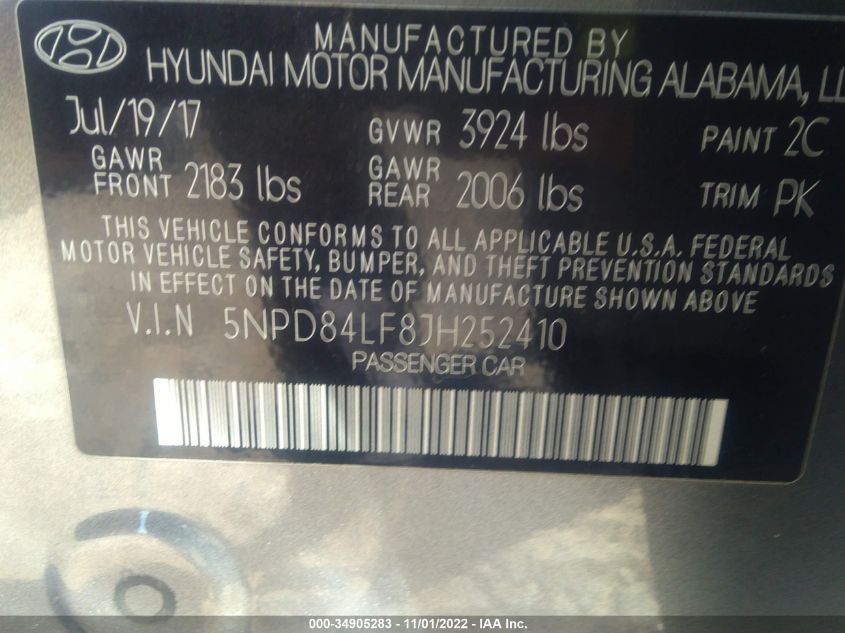 MANUFACTURED BY
HYUNDAI MOTOR MANUFACTURING ALABAMA, LL
Jul/19/17 GVWR 3924 lbs PAINT 2C
GAWR FRONT 2183 lbs GAWR REAR 2006 lbs TRIM PK
THIS VEHICLE CONFORMS TO ALL APPLICABLE U.S.A. FEDERAL
MOTOR VEHICLE SAFETY, BUMPER, AND THEFT PREVENTION STANDARDS
IN EFFECT ON THE DATE OF MANUFACTURE SHOWN ABOVE
V.I.N 5NPD84LF8JH252410
PASSENGER CAR
000-34905283 - 11/01/2022 - IAA Inc.